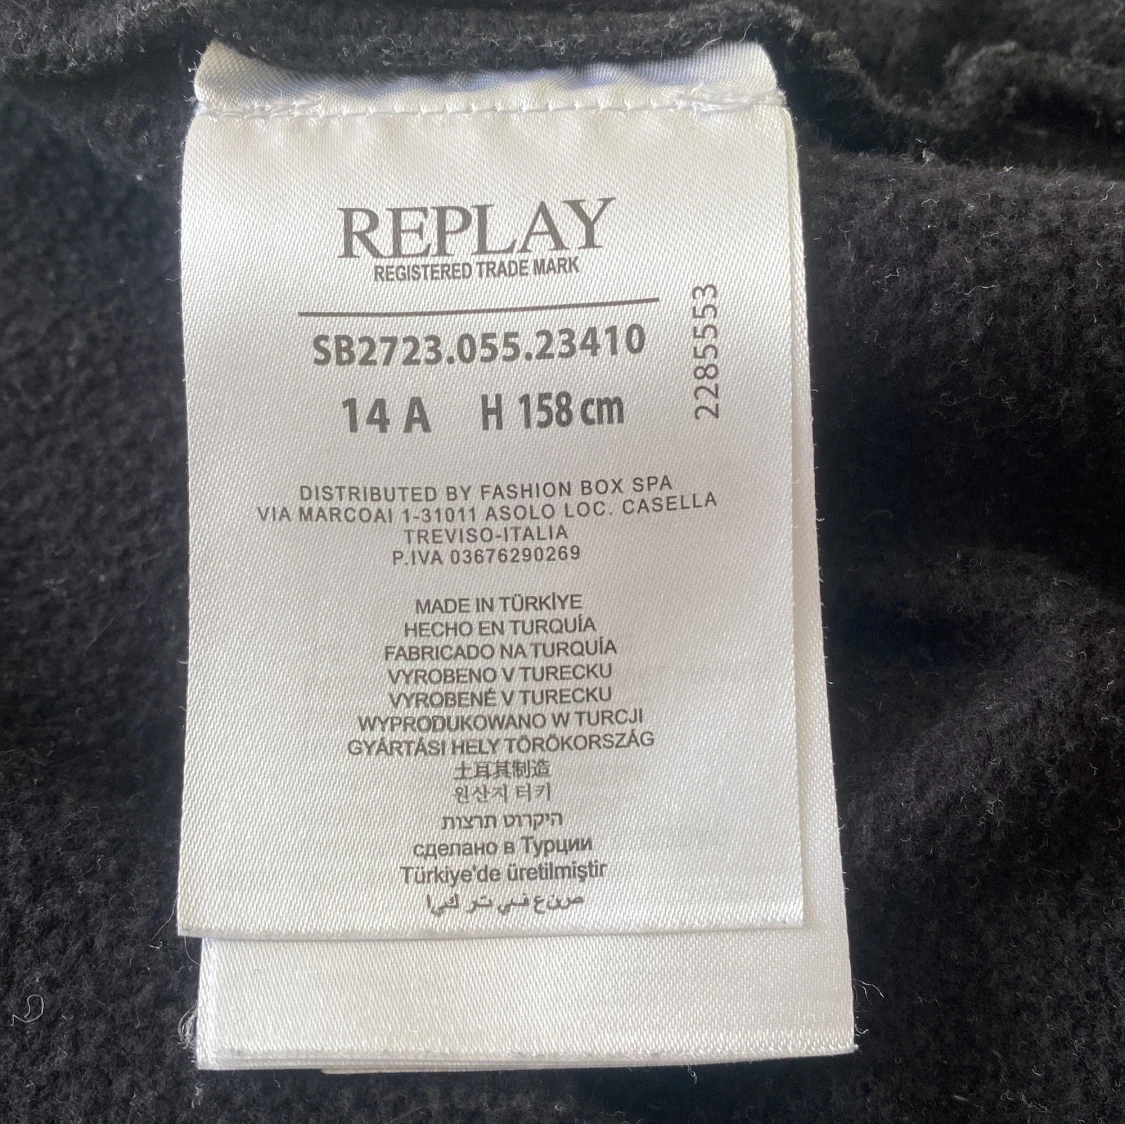 REPLAY
REGISTERED TRADE MARK
SB2723.055.23410
14 A H 158 cm
2285553
DISTRIBUTED BY FASHION BOX SPA
VIA MARCOAI 1-31011 ASOLO LOC. CASELLA
TREVISO-ITALIA
P.IVA 03676290269
MADE IN TÜRKİYE
HECHO EN TURQUÍA
FABRICADO NA TURQUÍA
VYROBENO V TURECKU
VYROBENÉ V TURECKU
WYPRODUKOWANO W TURCJI
GYÁRTÁSI HELY TÖRÖKORSZÁG
土耳其制造
원산지 터키
היקרוט תרצות
сделано в Турции
Türkiye'de üretilmiştir
صنع في تركيا